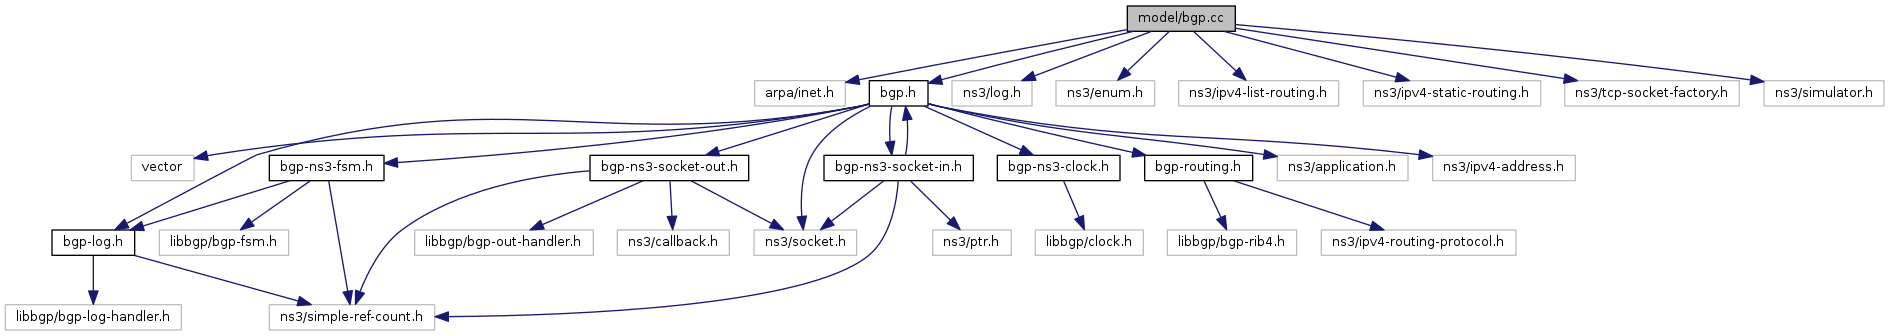 model/bgp.cc
arpa/inet.h
bgp.h
ns3/log.h
ns3/enum.h
ns3/ipv4-list-routing.h
ns3/ipv4-static-routing.h
ns3/tcp-socket-factory.h
ns3/simulator.h
vector
bgp-ns3-fsm.h
bgp-ns3-socket-out.h
bgp-ns3-socket-in.h
bgp-ns3-clock.h
bgp-routing.h
ns3/application.h
ns3/ipv4-address.h
bgp-log.h
libbgp/bgp-fsm.h
libbgp/bgp-out-handler.h
ns3/callback.h
ns3/socket.h
ns3/ptr.h
libbgp/clock.h
libbgp/bgp-rib4.h
ns3/ipv4-routing-protocol.h
libbgp/bgp-log-handler.h
ns3/simple-ref-count.h